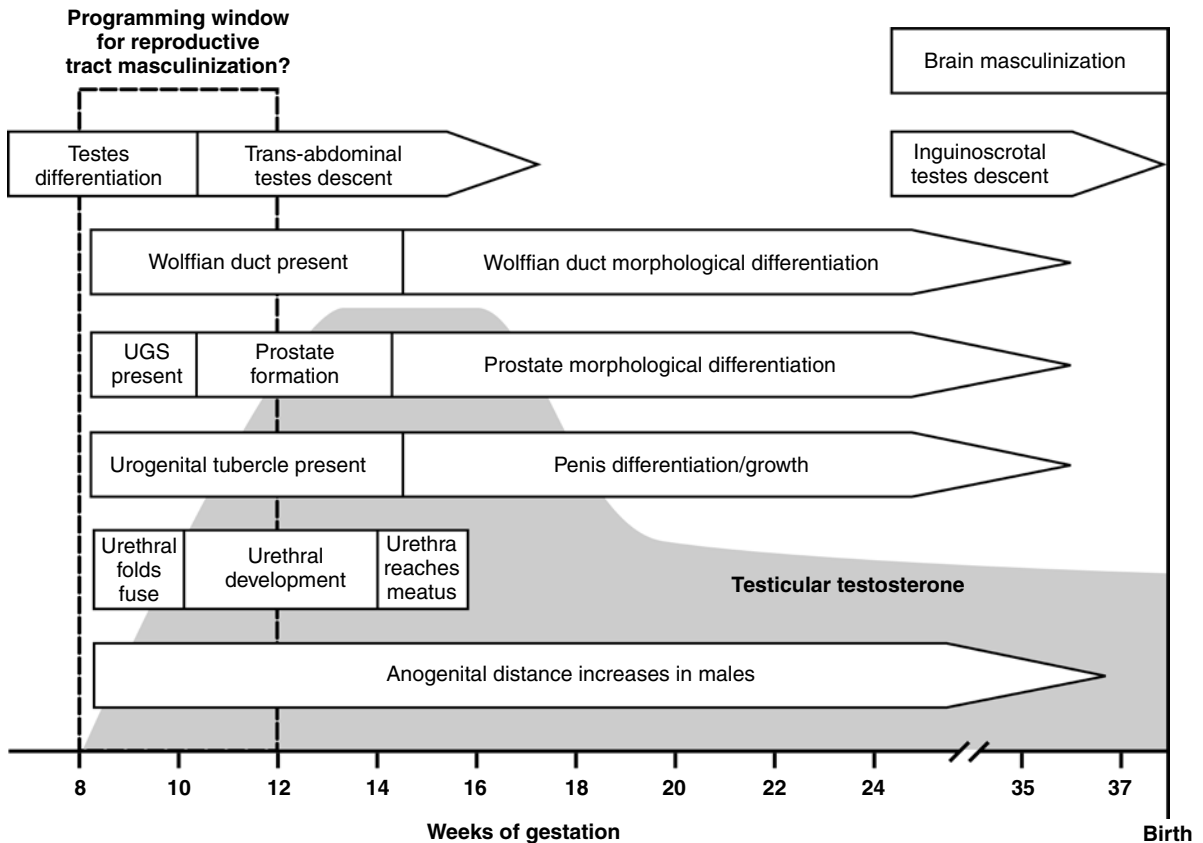 Programming window
for reproductive
tract masculinization?
Brain masculinization
Testes
differentiation
Trans-abdominal
testes descent
Inguinoscrotal
testes descent
Wolffian duct present
Wolffian duct morphological differentiation
UGS
present
Prostate
formation
Prostate morphological differentiation
Urogenital tubercle present
Penis differentiation/growth
Urethral
folds
fuse
Urethral
development
Urethra
reaches
meatus
Testicular testosterone
Anogenital distance increases in males
8 10 12 14 16 18 20 22 24 35 37
Weeks of gestation
Birth